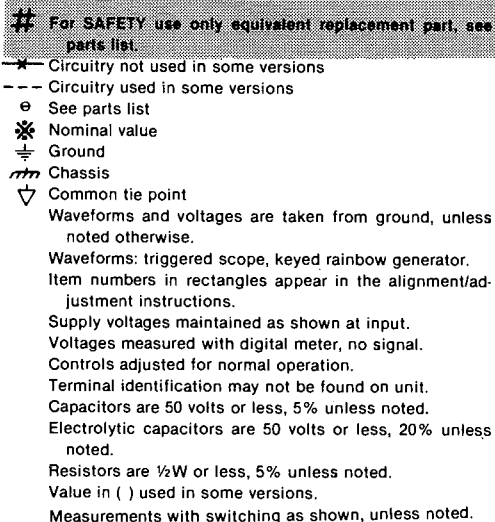 # For SAFETY use only equivalent replacement part, see
parts list.
Circuitry not used in some versions
--- Circuitry used in some versions
⊖ See parts list
※ Nominal value
⏚ Ground
Chassis
Common tie point
Waveforms and voltages are taken from ground, unless
noted otherwise.
Waveforms: triggered scope, keyed rainbow generator.
Item numbers in rectangles appear in the alignment/ad-
justment instructions.
Supply voltages maintained as shown at input.
Voltages measured with digital meter, no signal.
Controls adjusted for normal operation.
Terminal identification may not be found on unit.
Capacitors are 50 volts or less, 5% unless noted.
Electrolytic capacitors are 50 volts or less, 20% unless
noted.
Resistors are ½W or less, 5% unless noted.
Value in ( ) used in some versions.
Measurements with switching as shown, unless noted.